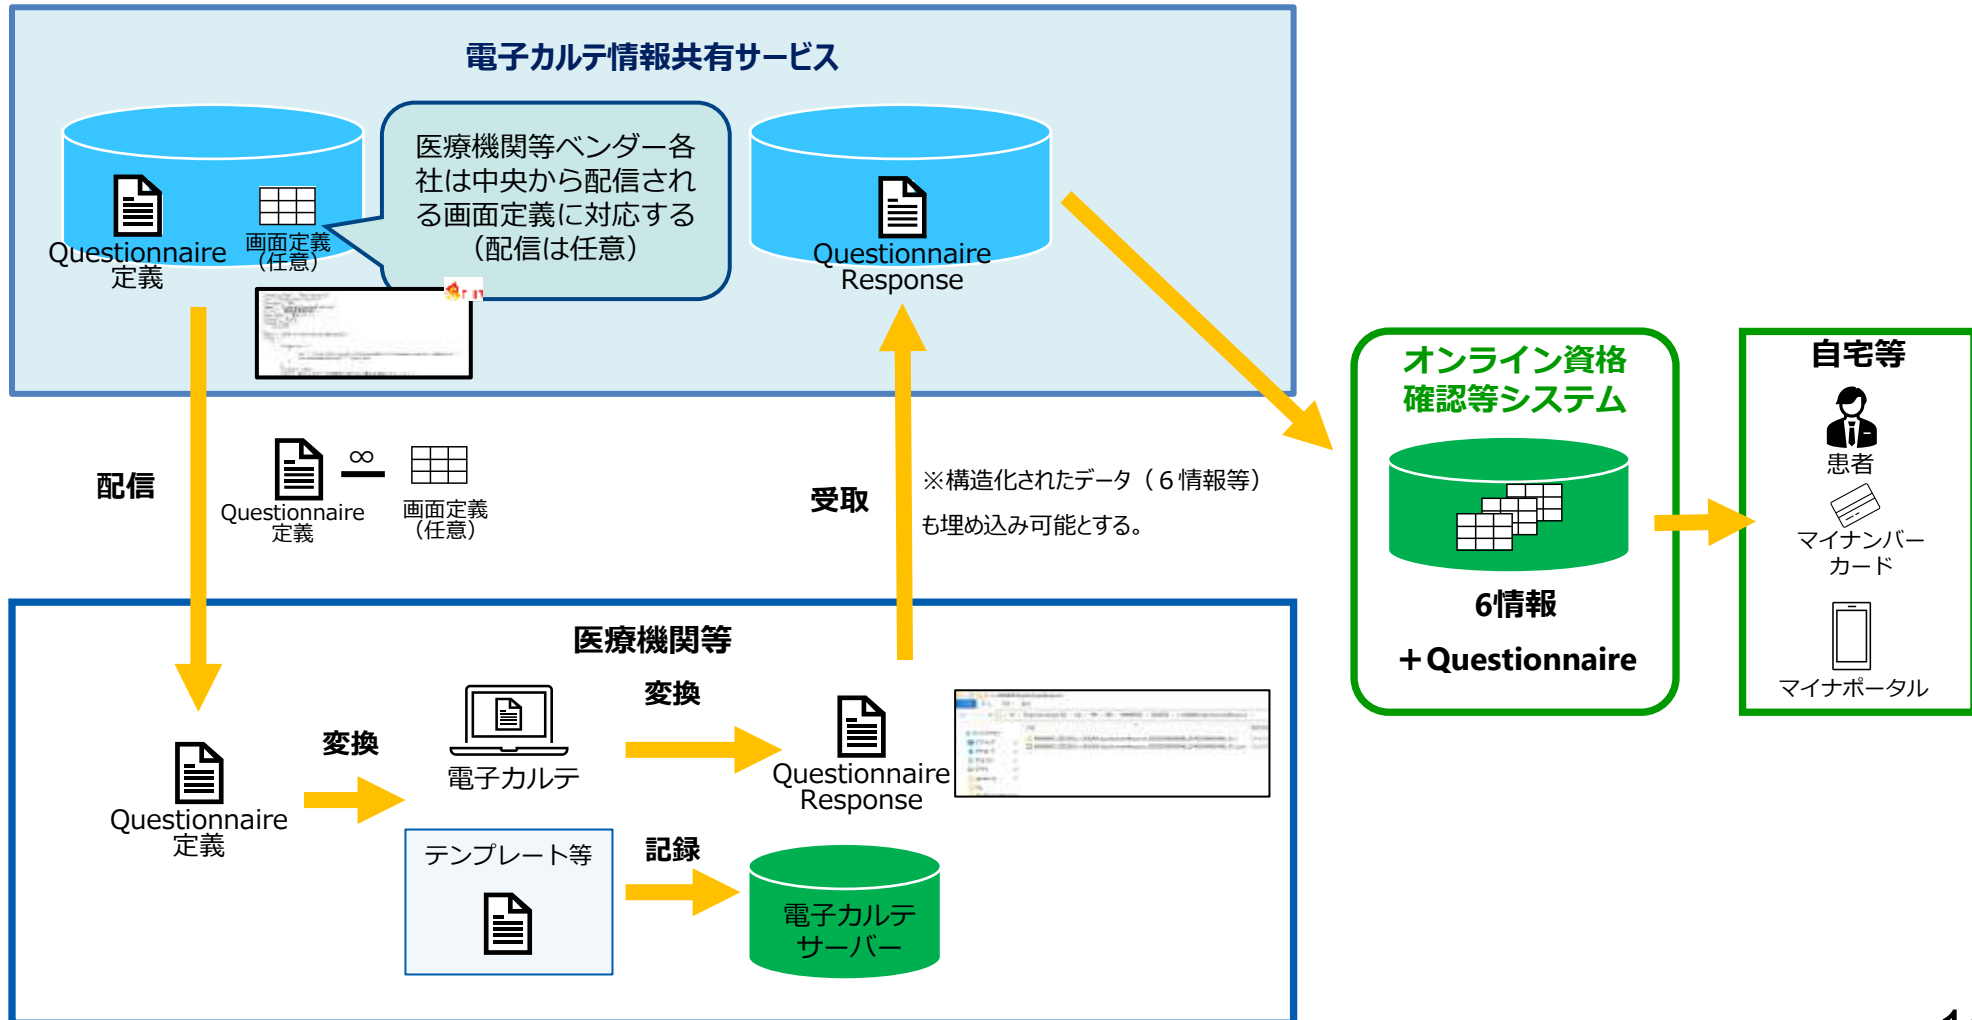 電子カルテ情報共有サービス
医療機関等ベンダー各
社は中央から配信され
る画面定義に対応する
（配信は任意）
Questionnaire
定義
画面定義
（任意）
Questionnaire
Response
配信
∞
Questionnaire
定義
画面定義
（任意）
受取
※構造化されたデータ（６情報等）
も埋め込み可能とする。
オンライン資格
確認等システム
6情報
＋Questionnaire
自宅等
患者
マイナンバー
カード
マイナポータル
医療機関等
Questionnaire
定義
変換
電子カルテ
変換
Questionnaire
Response
テンプレート等
記録
電子カルテ
サーバー